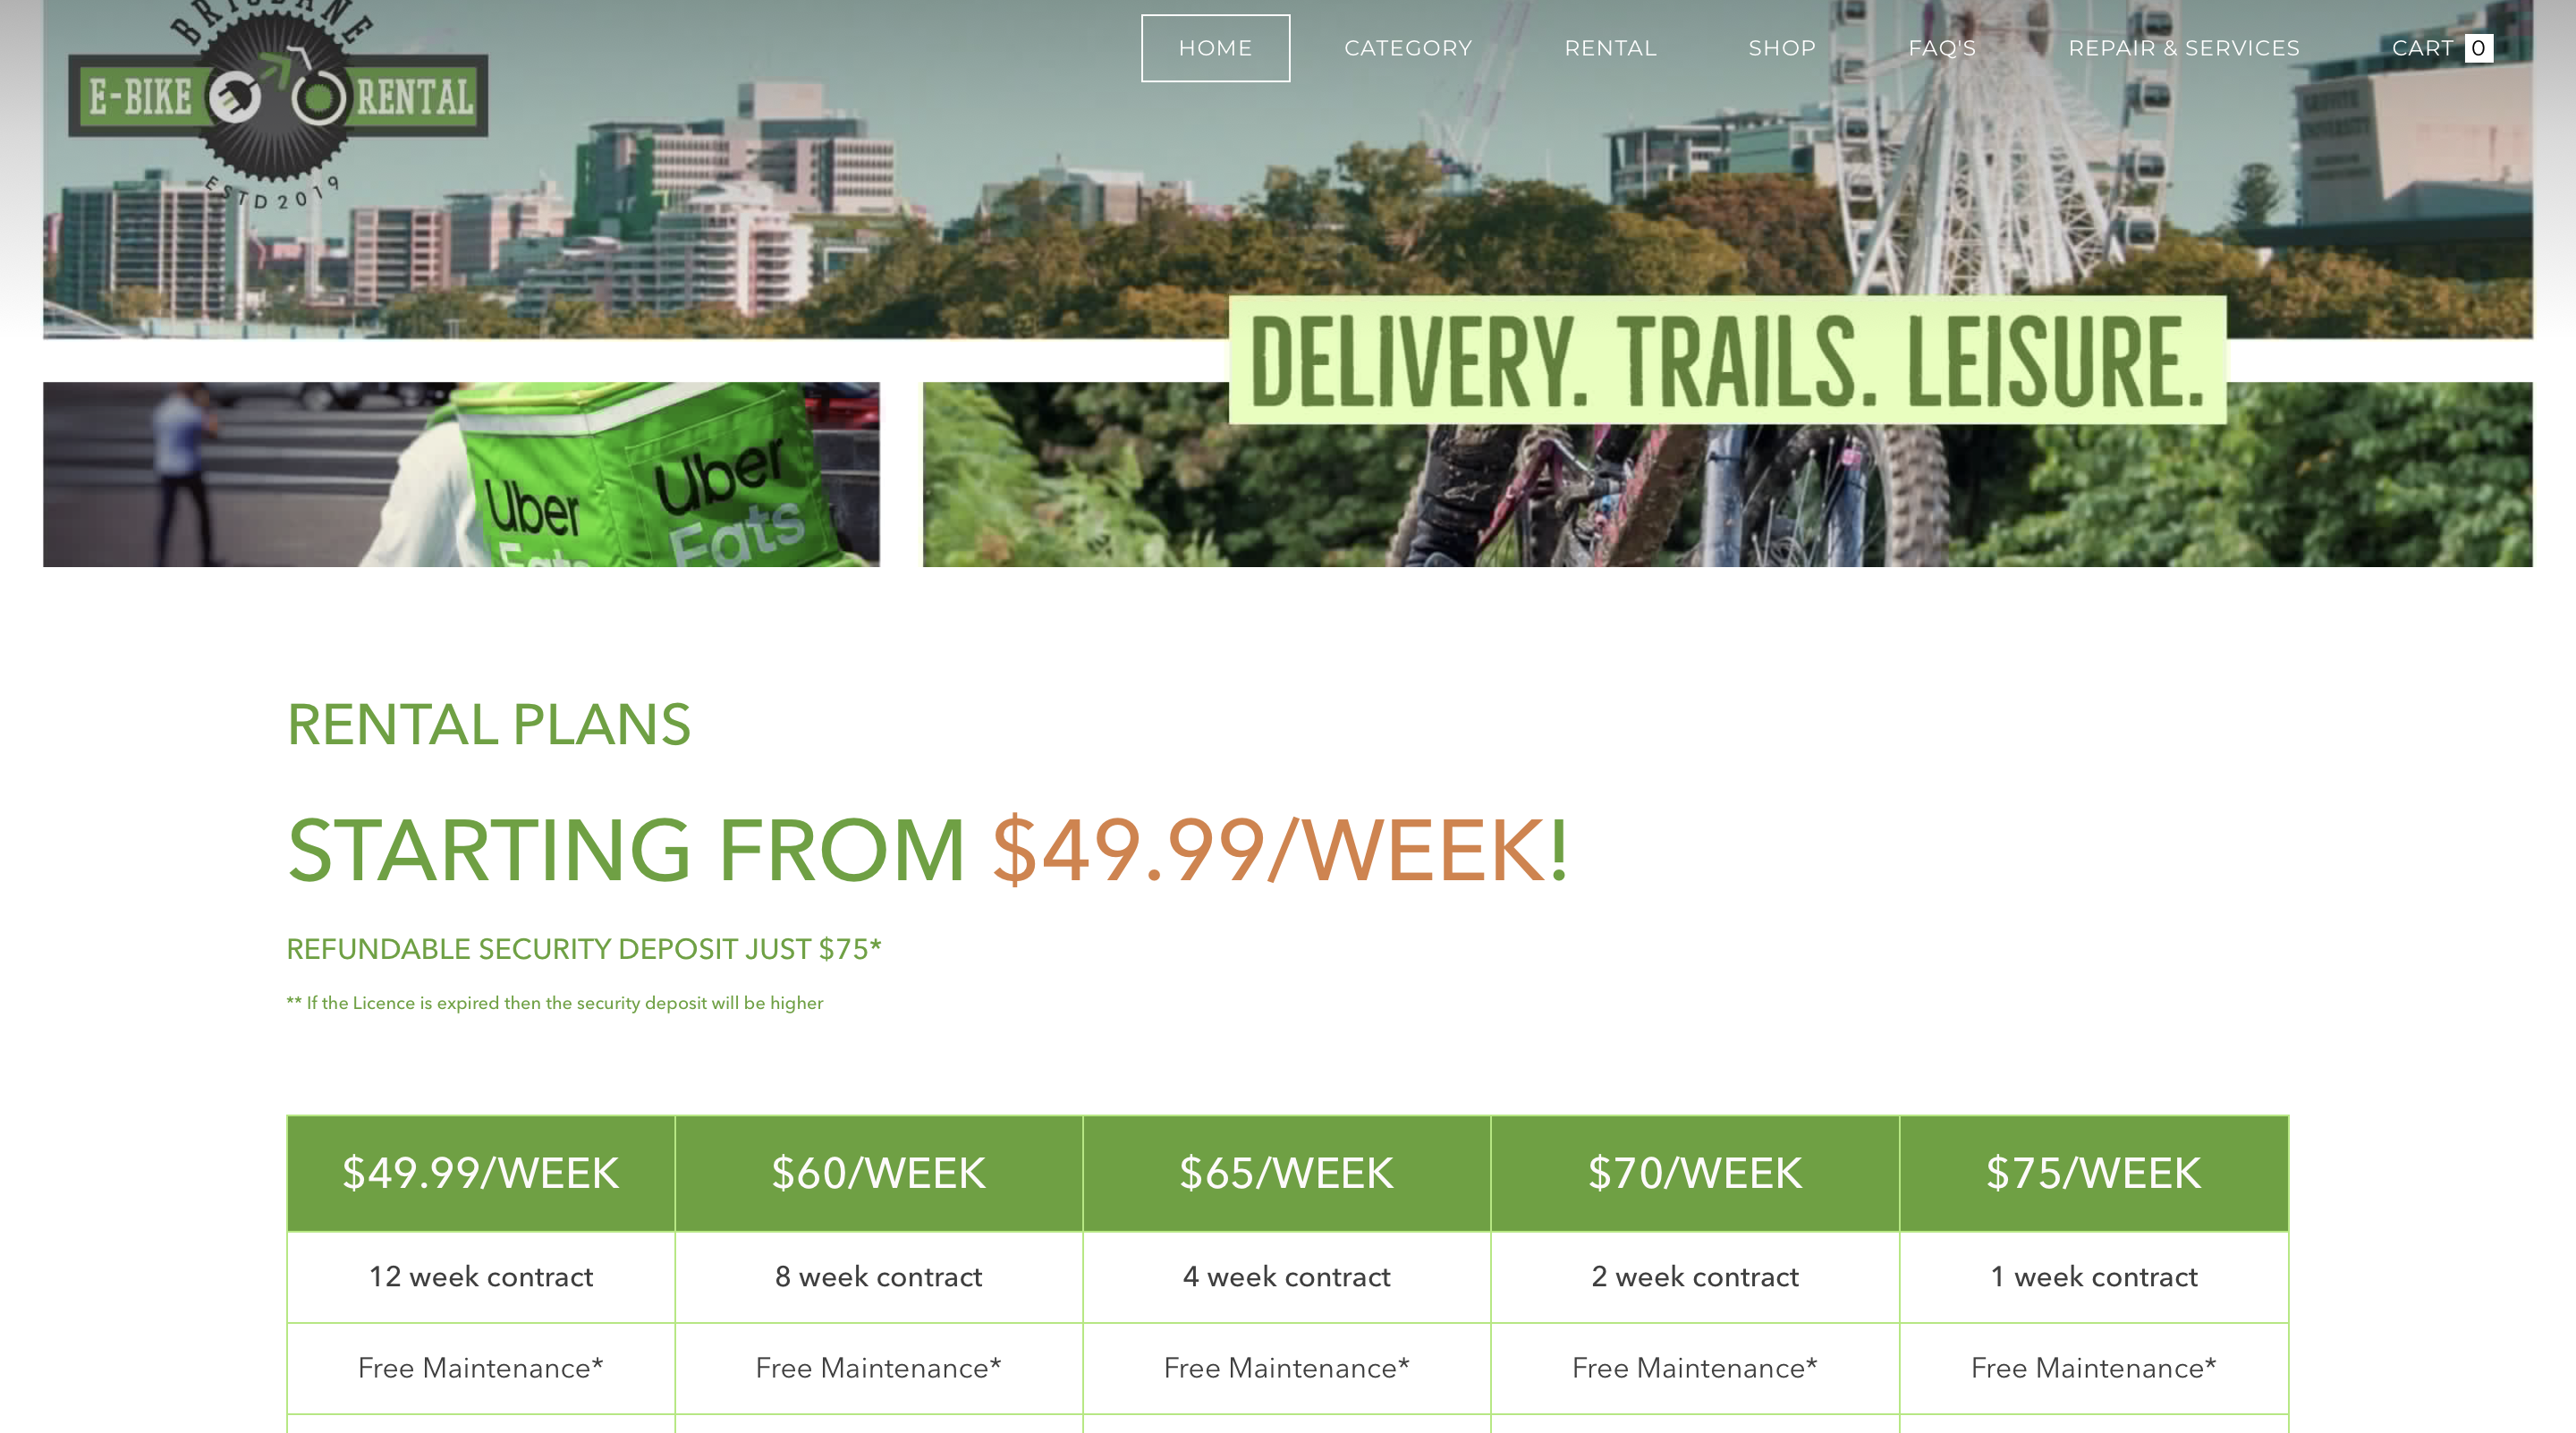 BRISBANE
E-BIKE RENTAL
ESTD 2019
HOME CATEGORY RENTAL SHOP FAQ'S REPAIR & SERVICES CART 0
GRIFFITH
UNIVERSITY
DELIVERY. TRAILS. LEISURE.
Uber
Eats
Uber
Eats
RENTAL PLANS
STARTING FROM $49.99/WEEK!
REFUNDABLE SECURITY DEPOSIT JUST $75*
** If the Licence is expired then the security deposit will be higher
$49.99/WEEK $60/WEEK $65/WEEK $70/WEEK $75/WEEK
12 week contract 8 week contract 4 week contract 2 week contract 1 week contract
Free Maintenance* Free Maintenance* Free Maintenance* Free Maintenance* Free Maintenance*